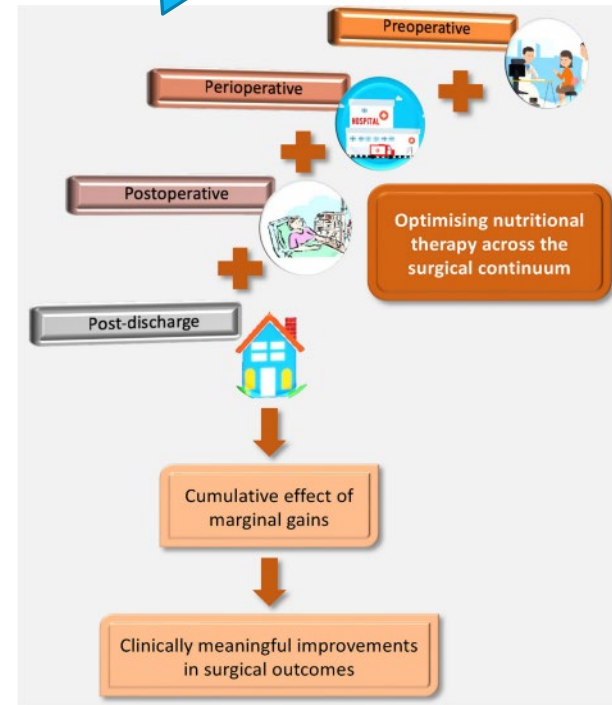 Preoperative
Perioperative
HOSPITAL
Postoperative
Optimising nutritional
therapy across the
surgical continuum
Post-discharge
Cumulative effect of
marginal gains
Clinically meaningful improvements
in surgical outcomes